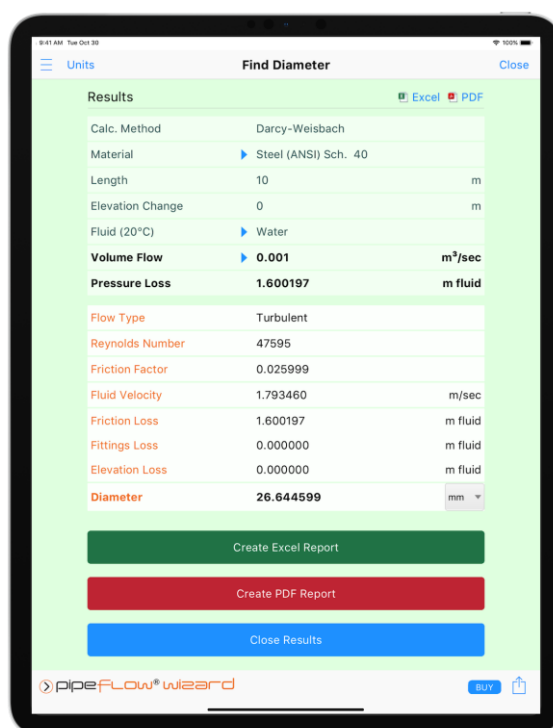 9:41 AM Tue Oct 30 100%
Units Find Diameter Close
Results Excel PDF
Calc. Method Darcy-Weisbach
Material Steel (ANSI) Sch. 40
Length 10 m
Elevation Change 0 m
Fluid (20°C) Water
Volume Flow 0.001 m³/sec
Pressure Loss 1.600197 m fluid
Flow Type Turbulent
Reynolds Number 47595
Friction Factor 0.025999
Fluid Velocity 1.793460 m/sec
Friction Loss 1.600197 m fluid
Fittings Loss 0.000000 m fluid
Elevation Loss 0.000000 m fluid
Diameter 26.644599 mm
Create Excel Report
Create PDF Report
Close Results
pipeFLOW® wizard BUY